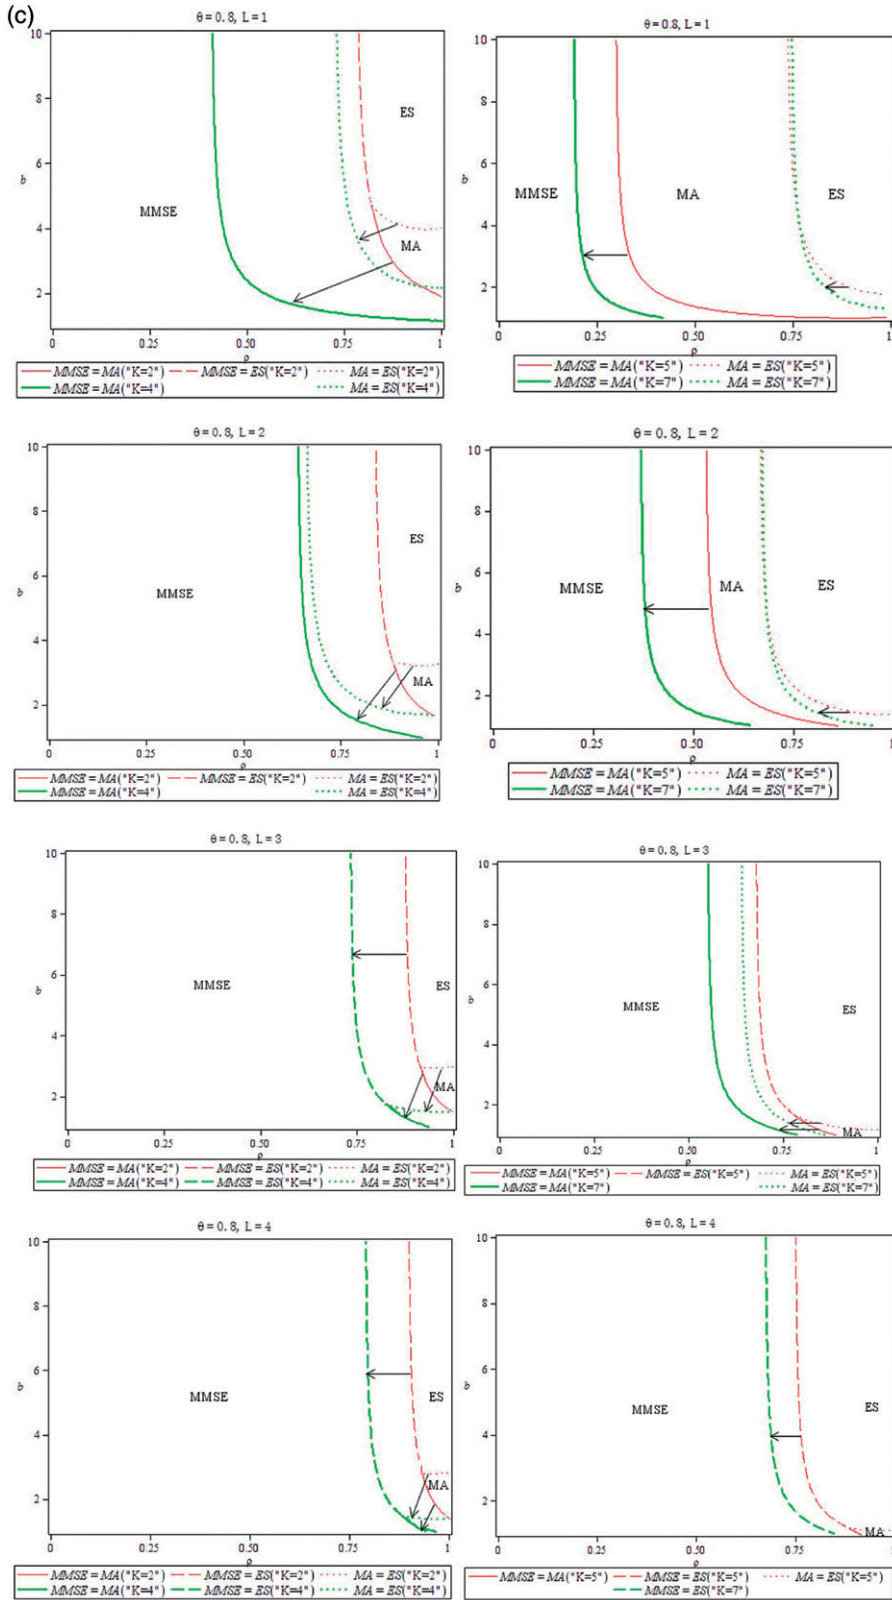 (c)
θ=0.8, L=1
10
8
6
4
2
b
MMSE
ES
MA
0
0.25
0.50
0.75
1
ρ
MMSE=MA("K=2") MMSE=ES("K=2") MA=ES("K=2")
MMSE=MA("K=4") MA=ES("K=4")
θ=0.8, L=1
10
8
6
4
2
b
MMSE
MA
ES
0
0.25
0.50
0.75
1
ρ
MMSE=MA("K=5") MA=ES("K=5")
MMSE=MA("K=7") MA=ES("K=7")
θ=0.8, L=2
10
8
6
4
2
b
MMSE
ES
MA
0
0.25
0.50
0.75
1
ρ
MMSE=MA("K=2") MMSE=ES("K=2") MA=ES("K=2")
MMSE=MA("K=4") MA=ES("K=4")
θ=0.8, L=2
10
8
6
4
2
b
MMSE
MA
ES
0
0.25
0.50
0.75
1
ρ
MMSE=MA("K=5") MA=ES("K=5")
MMSE=MA("K=7") MA=ES("K=7")
θ=0.8, L=3
10
8
6
4
2
b
MMSE
ES
MA
0
0.25
0.50
0.75
1
ρ
MMSE=MA("K=2") MMSE=ES("K=2") MA=ES("K=2")
MMSE=MA("K=4") MMSE=ES("K=4") MA=ES("K=4")
θ=0.8, L=3
10
8
6
4
2
b
MMSE
ES
MA
0
0.25
0.50
0.75
1
ρ
MMSE=MA("K=5") MMSE=ES("K=5") MA=ES("K=5")
MMSE=MA("K=7") MA=ES("K=7")
θ=0.8, L=4
10
8
6
4
2
b
MMSE
ES
MA
0
0.25
0.50
0.75
1
ρ
MMSE=MA("K=2") MMSE=ES("K=2") MA=ES("K=2")
MMSE=MA("K=4") MMSE=ES("K=4") MA=ES("K=4")
θ=0.8, L=4
10
8
6
4
2
b
MMSE
ES
MA
0
0.25
0.50
0.75
1
ρ
MMSE=MA("K=5") MMSE=ES("K=5") MA=ES("K=5")
MMSE=ES("K=7")